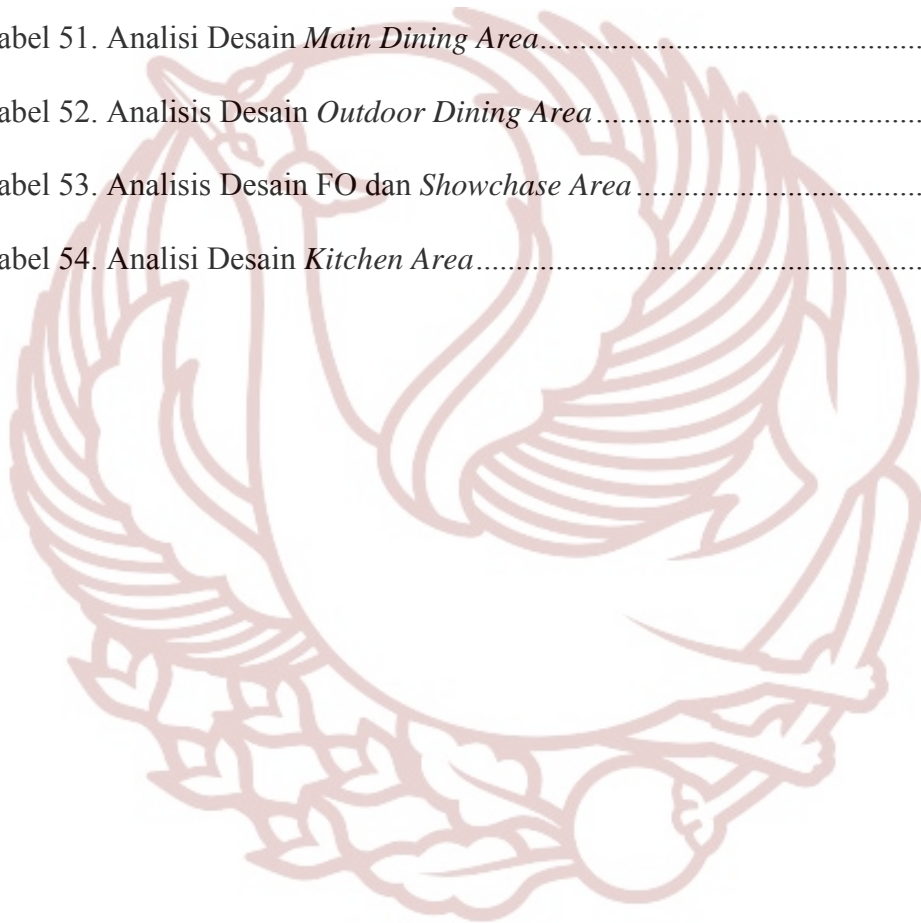 abel 51. Analisi Desain Main Dining Area..........................................................
abel 52. Analisis Desain Outdoor Dining Area..................................................
abel 53. Analisis Desain FO dan Showchase Area............................................
abel 54. Analisi Desain Kitchen Area...................................................................